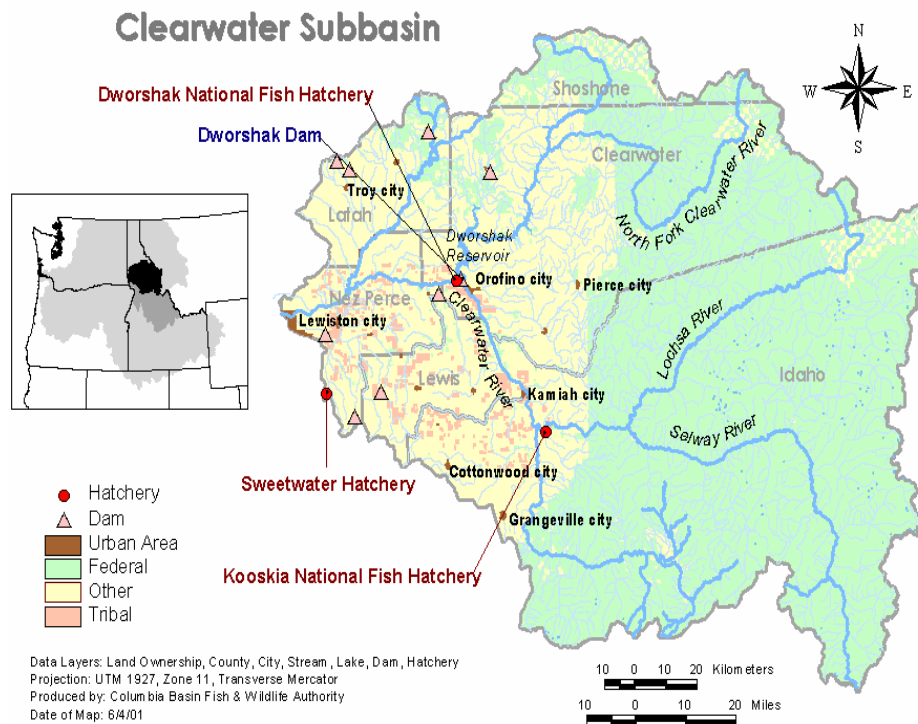 Clearwater Subbasin
N
W E
S
Dworshak National Fish Hatchery
Dworshak Dam
Shoshone
Clearwater
North Fork Clearwater River
Troy city
Latah
Dworshak
Reservoir
Orofino city
Pierce city
Nez Perce
Lewiston city
Clearwater River
Lochsa River
Idaho
Lewis
Kamiah city
Selway River
Cottonwood city
Grangeville city
Sweetwater Hatchery
Kooskia National Fish Hatchery
Hatchery
Dam
Urban Area
Federal
Other
Tribal
Data Layers: Land Ownership, County, City, Stream, Lake, Dam, Hatchery
Projection: UTM 1927, Zone 11, Transverse Mercator
Produced by: Columbia Basin Fish & Wildlife Authority
Date of Map: 6/4/01
10 0 10 20 Kilometers
10 0 10 20 Miles